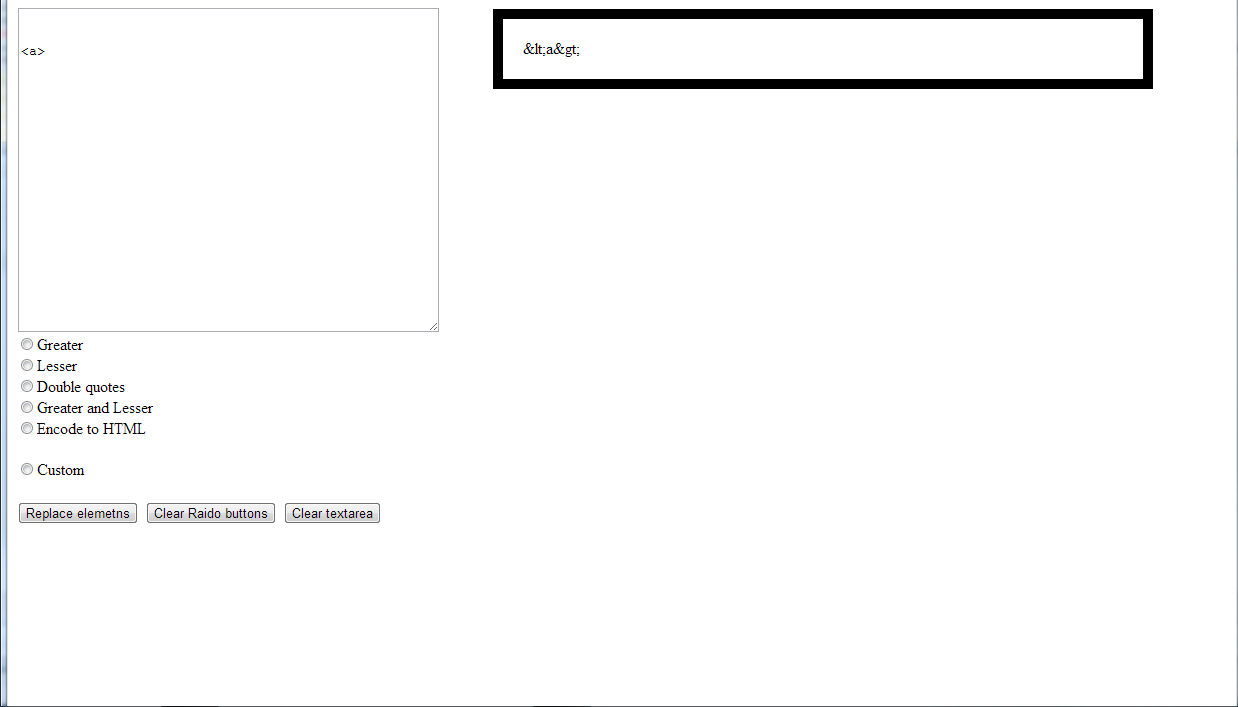 <a>
&lt;a&gt;
Greater
Lesser
Double quotes
Greater and Lesser
Encode to HTML
Custom
Replace elemetns Clear Raido buttons Clear textarea